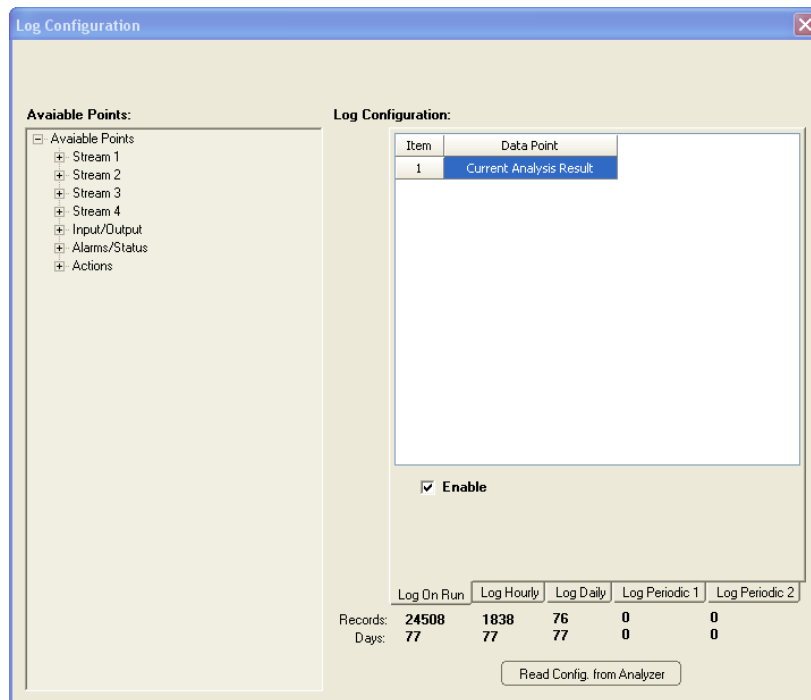 Log Configuration
Avaiable Points:
Log Configuration:
Avaiable Points
Stream 1
Stream 2
Stream 3
Stream 4
Input/Output
Alarms/Status
Actions
Item Data Point
1 Current Analysis Result
Enable
Log On Run Log Hourly Log Daily Log Periodic 1 Log Periodic 2
Records: 24508 1838 76 0 0
Days: 77 77 77 0 0
Read Config. from Analyzer